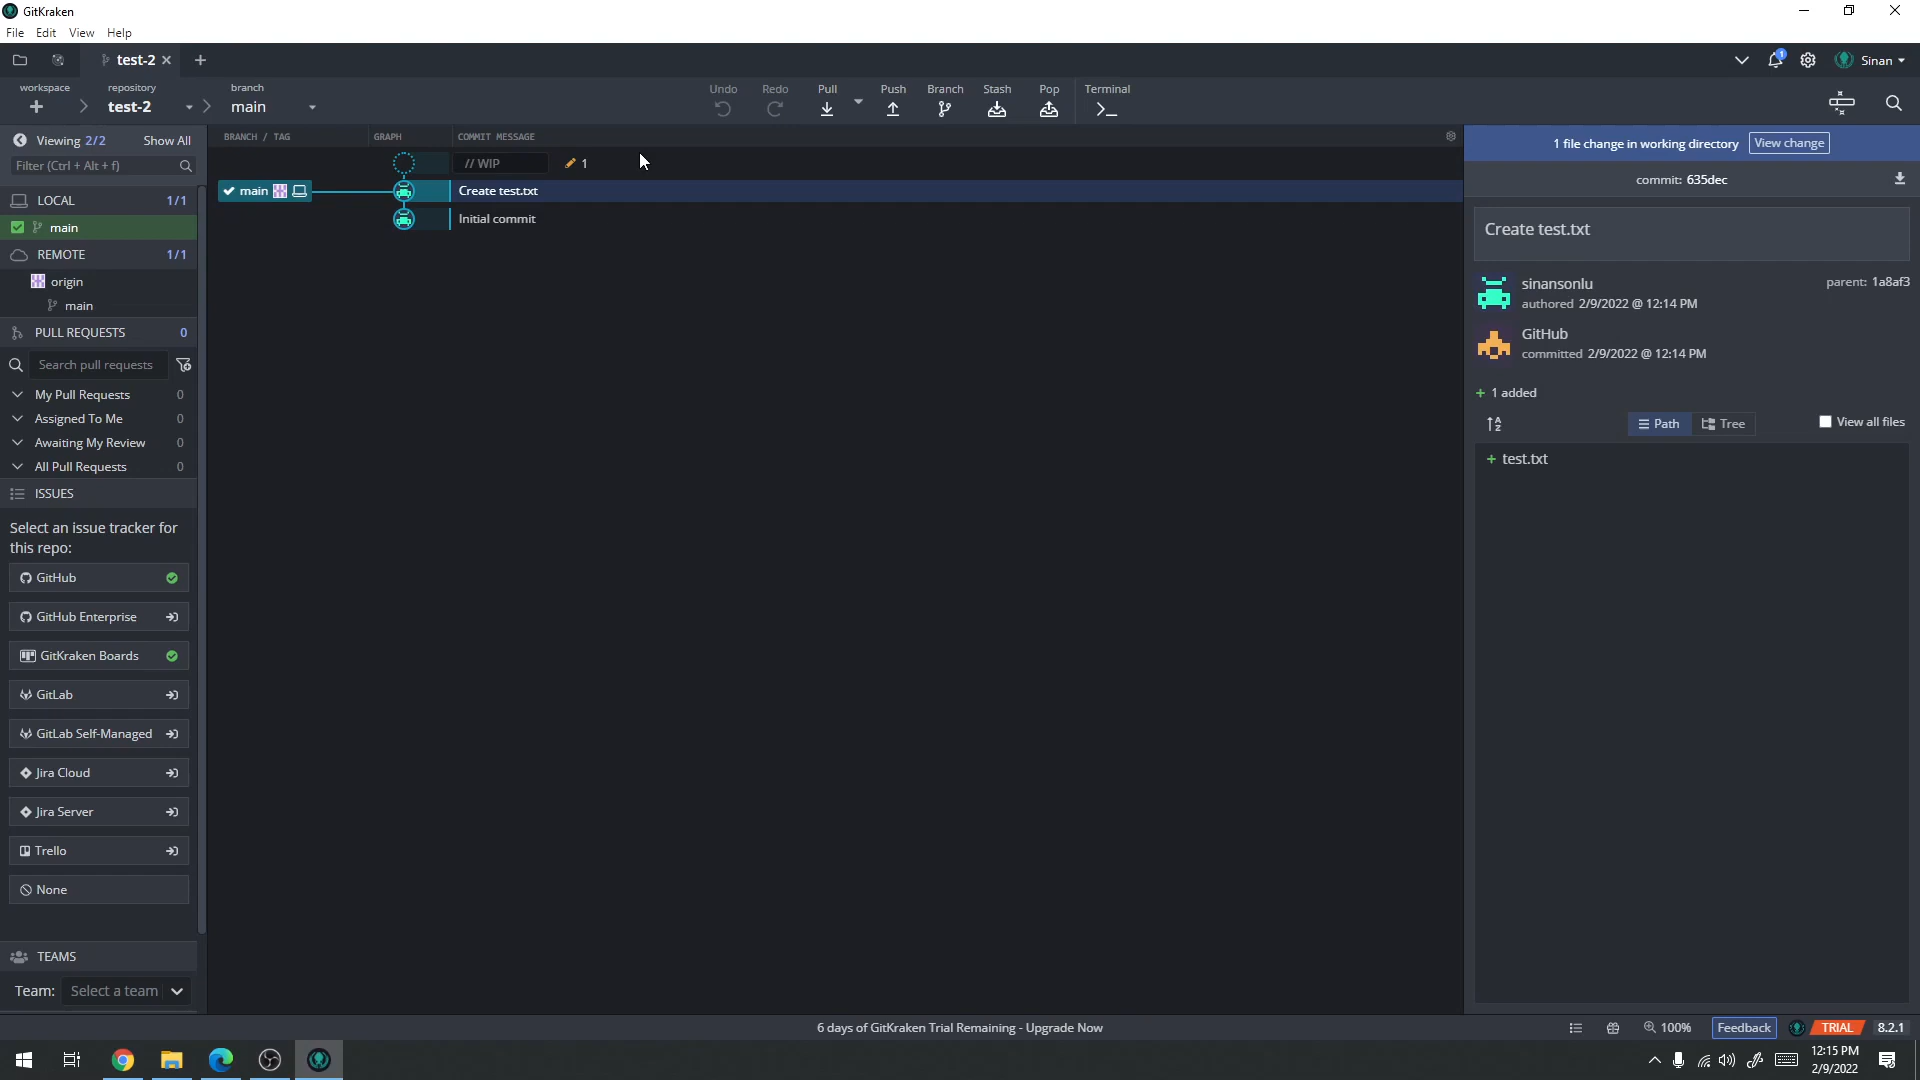 GitKraken
File Edit View Help
test-2
Sinan
workspace
repository
test-2
branch
main
Undo
Redo
Pull
Push
Branch
Stash
Pop
Terminal
Viewing 2/2 Show All
Filter (Ctrl + Alt + f)
LOCAL 1/1
main
REMOTE 1/1
origin
main
PULL REQUESTS 0
Search pull requests
My Pull Requests 0
Assigned To Me 0
Awaiting My Review 0
All Pull Requests 0
ISSUES
Select an issue tracker for
this repo:
GitHub
GitHub Enterprise
GitKraken Boards
GitLab
GitLab Self-Managed
Jira Cloud
Jira Server
Trello
None
TEAMS
Team: Select a team
BRANCH / TAG GRAPH COMMIT MESSAGE
// WIP 1
main Create test.txt
Initial commit
1 file change in working directory View change
commit: 635dec
Create test.txt
sinansonlu parent: 1a8af3
authored 2/9/2022 @ 12:14 PM
GitHub
committed 2/9/2022 @ 12:14 PM
+ 1 added
Path Tree View all files
+ test.txt
6 days of GitKraken Trial Remaining - Upgrade Now
100% Feedback TRIAL 8.2.1
12:15 PM
2/9/2022